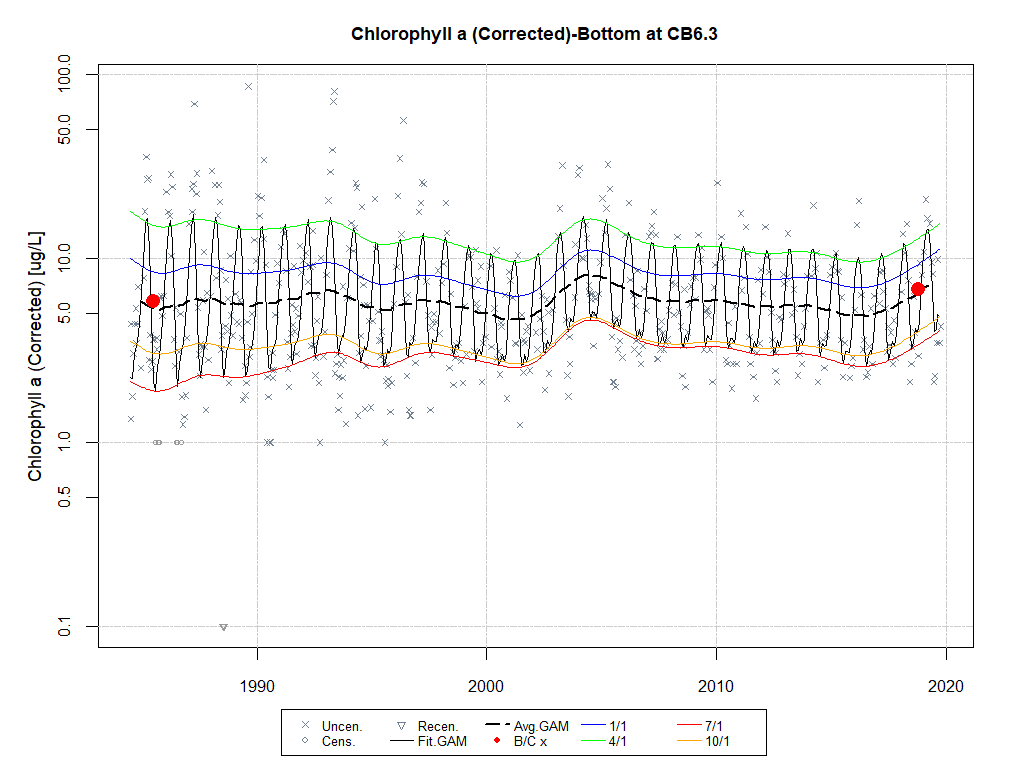 Chlorophyll a (Corrected)-Bottom at CB6.3
Chlorophyll a (Corrected) [ug/L]
100.0
50.0
10.0
5.0
1.0
0.5
0.1
1990 2000 2010 2020
Uncen. Recen. Avg.GAM 1/1 7/1
Cens. Fit.GAM B/C x 4/1 10/1